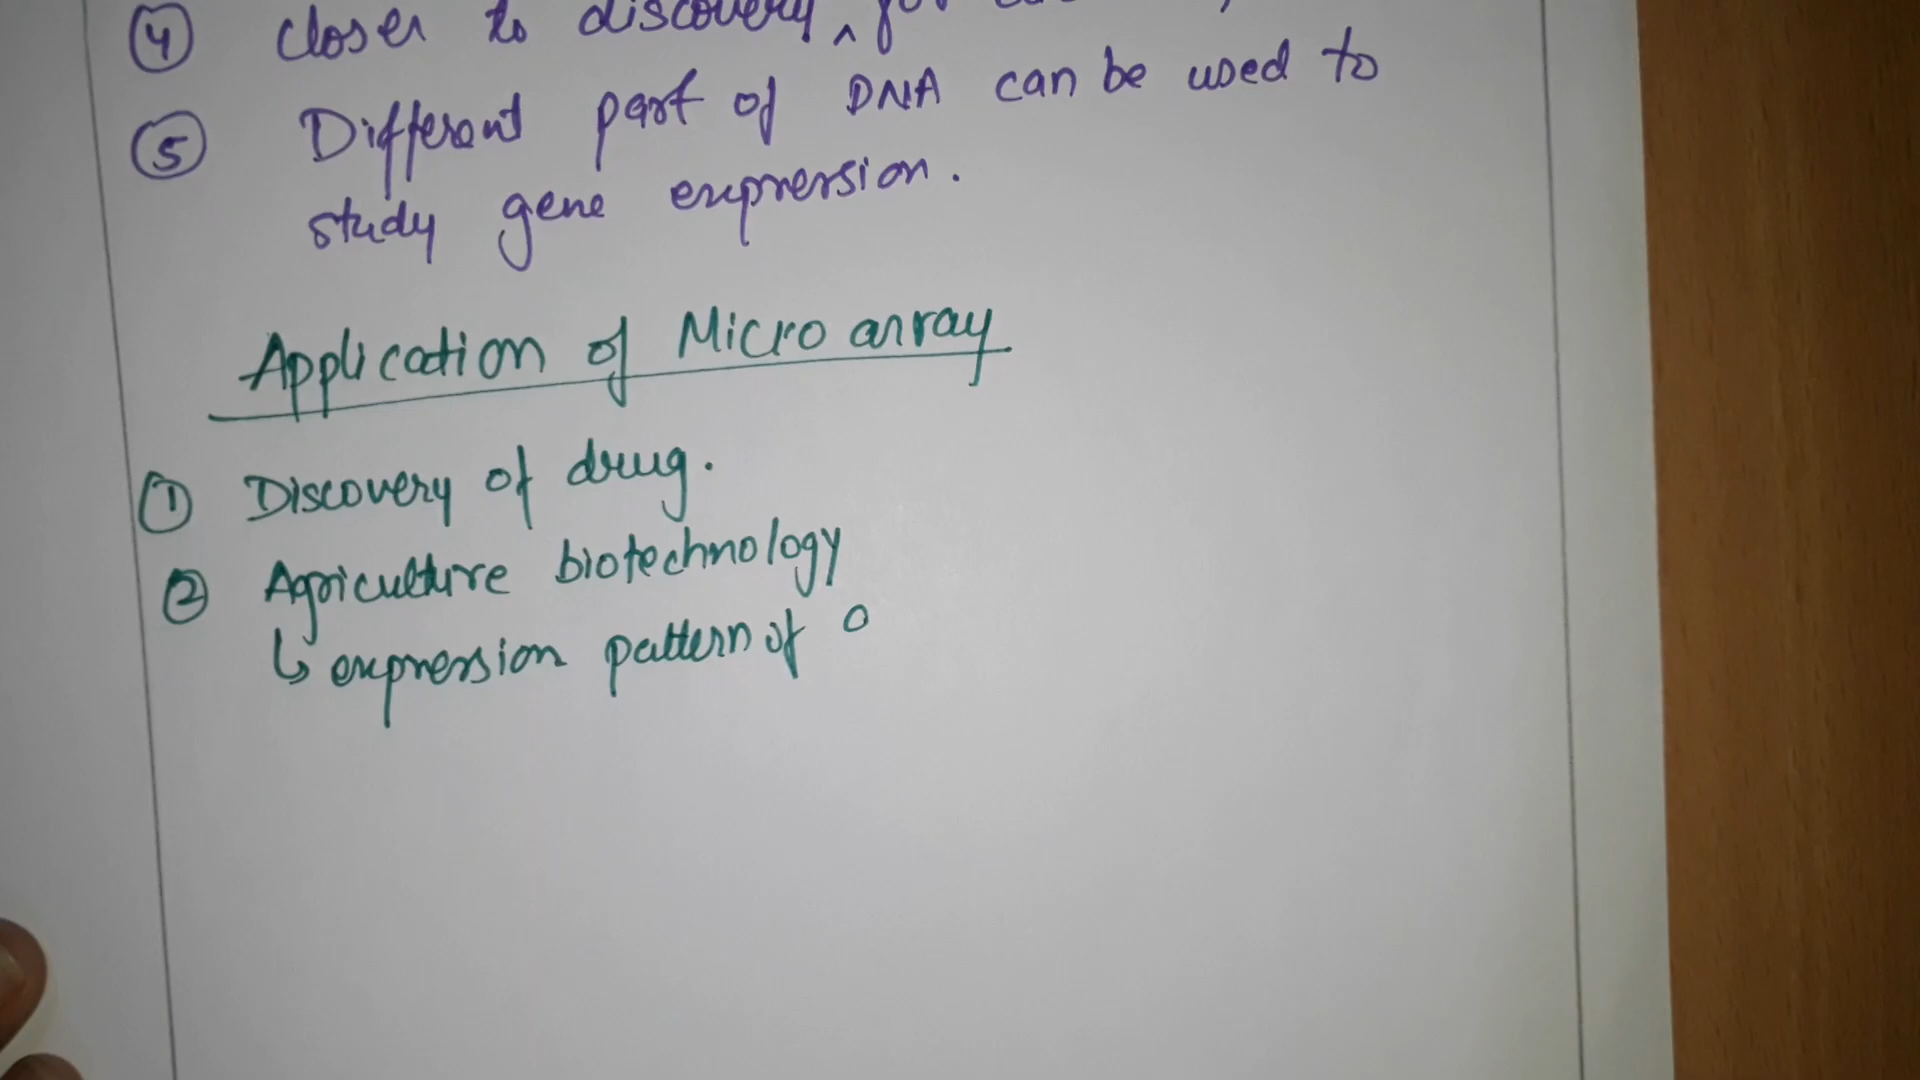 ④ Closer to discovery ^ for
⑤ Different part of DNA can be used to
study gene expression.
Application of Micro array
① Discovery of drug.
② Agriculture biotechnology
↳ expression pattern of